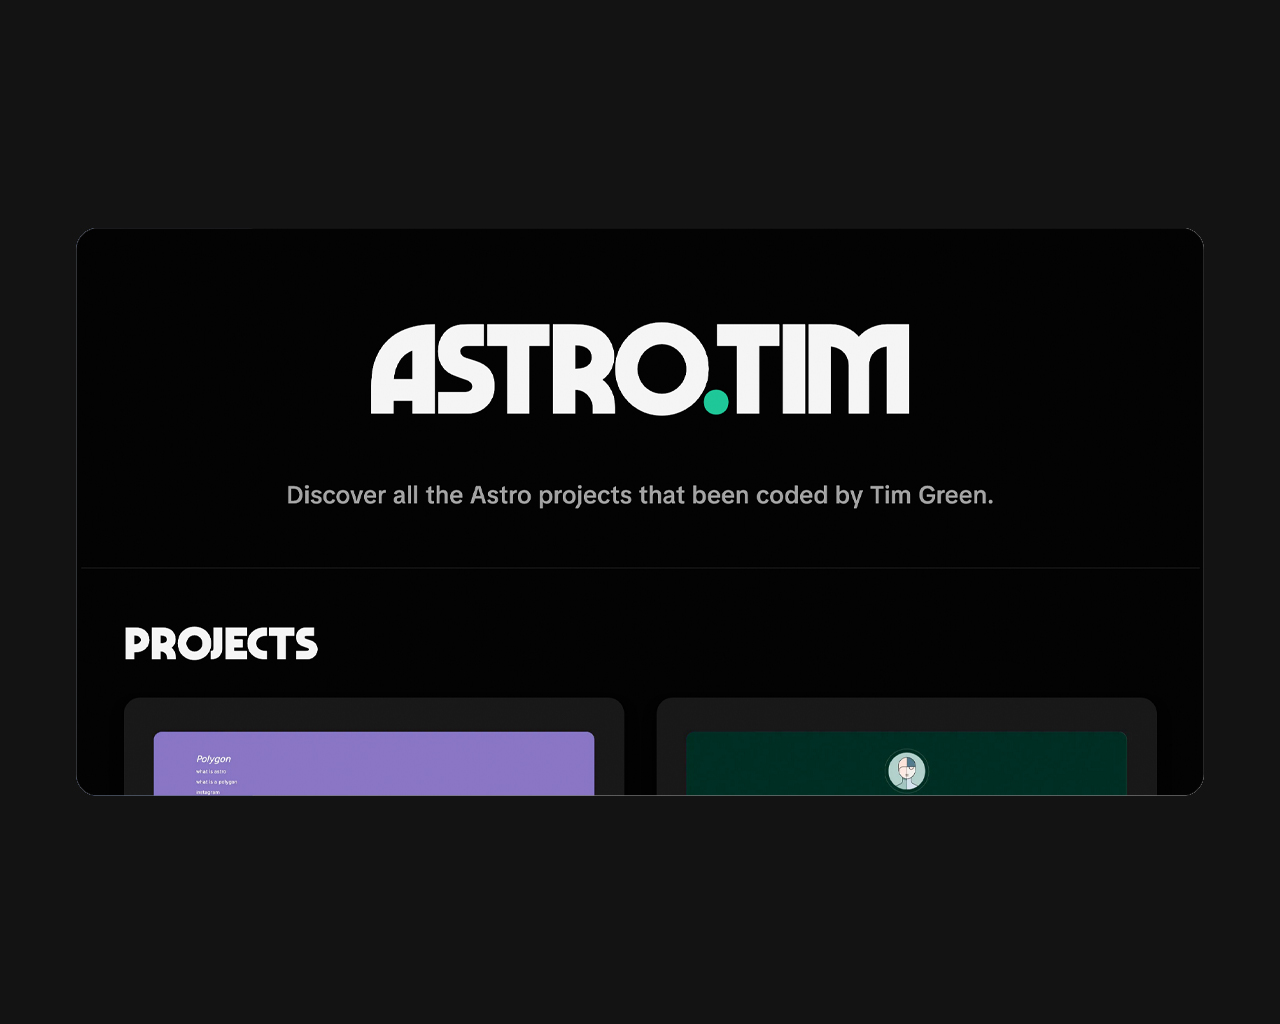 ASTRO.TIM
Discover all the Astro projects that been coded by Tim Green.
PROJECTS
Polygon
what is astro
what is a polygon
instagram